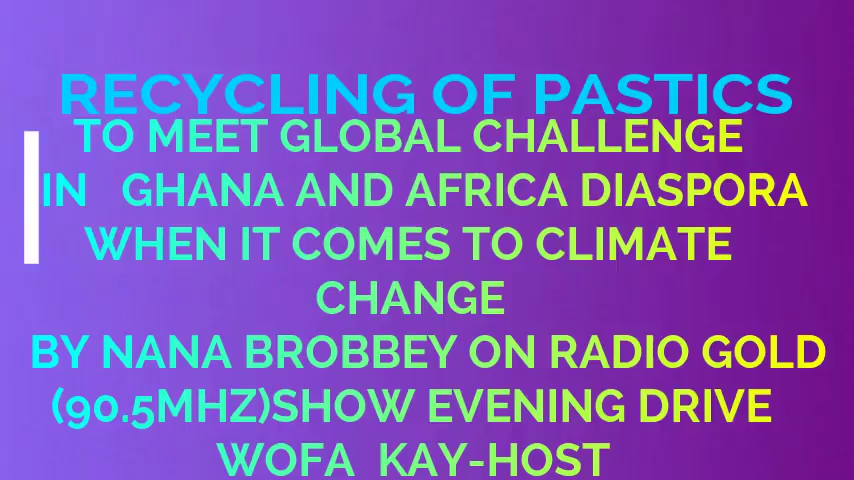 RECYCLING OF PASTICS
TO MEET GLOBAL CHALLENGE
IN GHANA AND AFRICA DIASPORA
WHEN IT COMES TO CLIMATE
CHANGE
BY NANA BROBBEY ON RADIO GOLD
(90.5MHZ)SHOW EVENING DRIVE
WOFA KAY-HOST